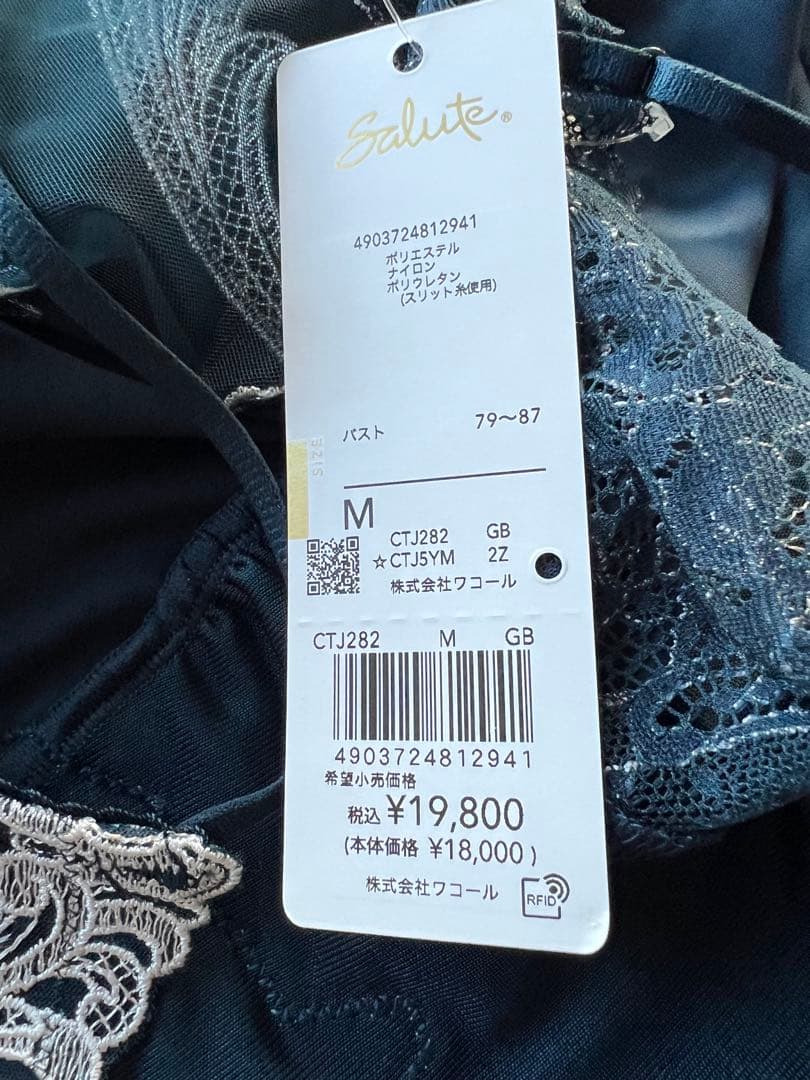 Salute®
4903724812941
ポリエステル
ナイロン
ポリウレタン
(スリット糸使用)
バスト 79〜87
M
CTJ282 GB
☆CTJ5YM 2Z
株式会社ワコール
CTJ282 M GB
4903724812941
希望小売価格
税込 ¥19,800
(本体価格 ¥18,000)
株式会社ワコール
RFID